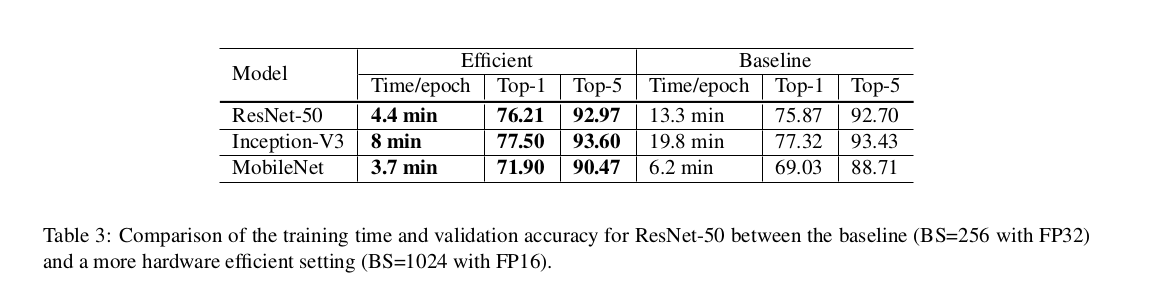 Model Efficient Baseline
Time/epoch Top-1 Top-5 Time/epoch Top-1 Top-5
ResNet-50 4.4 min 76.21 92.97 13.3 min 75.87 92.70
Inception-V3 8 min 77.50 93.60 19.8 min 77.32 93.43
MobileNet 3.7 min 71.90 90.47 6.2 min 69.03 88.71
Table 3: Comparison of the training time and validation accuracy for ResNet-50 between the baseline (BS=256 with FP32)
and a more hardware efficient setting (BS=1024 with FP16).